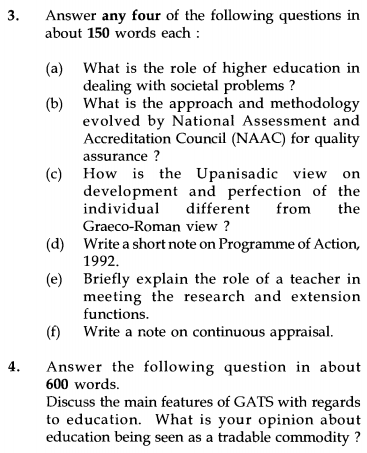 3. Answer any four of the following questions in
about 150 words each :
(a) What is the role of higher education in
dealing with societal problems ?
(b) What is the approach and methodology
evolved by National Assessment and
Accreditation Council (NAAC) for quality
assurance ?
(c) How is the Upanisadic view on
development and perfection of the
individual different from the
Graeco-Roman view ?
(d) Write a short note on Programme of Action,
1992.
(e) Briefly explain the role of a teacher in
meeting the research and extension
functions.
(f) Write a note on continuous appraisal.
4. Answer the following question in about
600 words.
Discuss the main features of GATS with regards
to education. What is your opinion about
education being seen as a tradable commodity ?